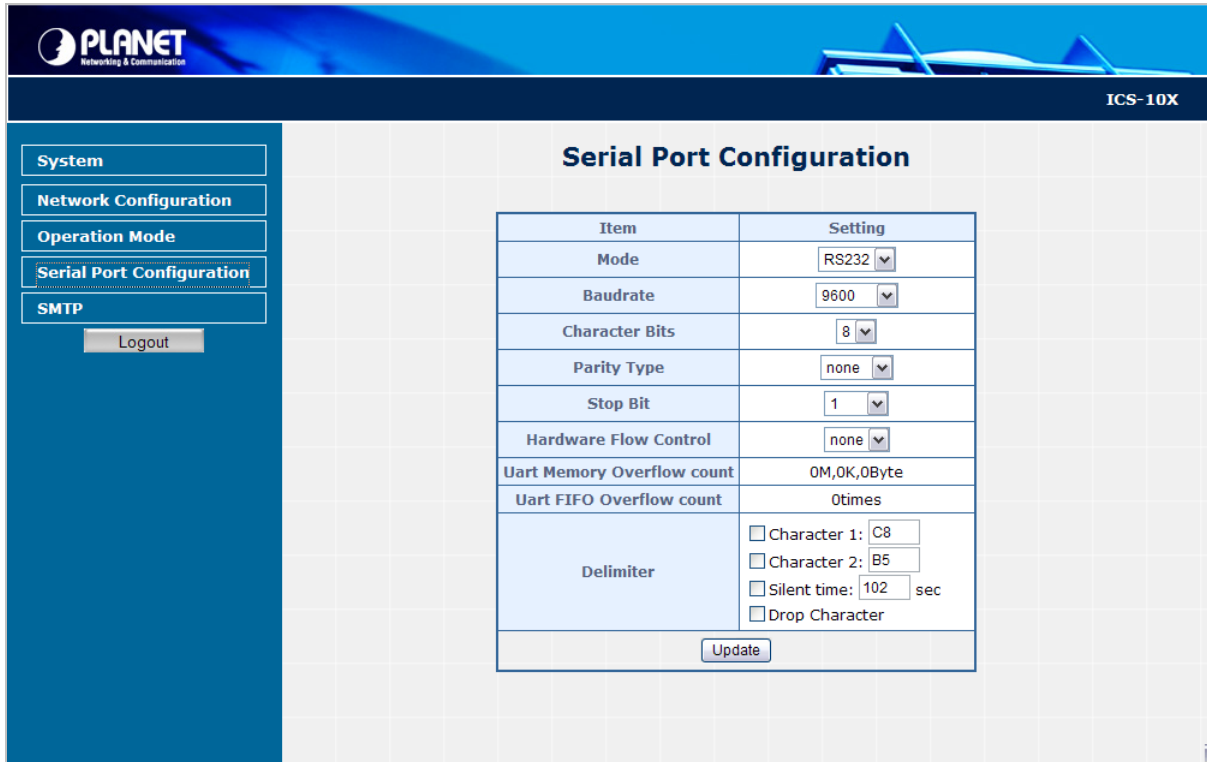 PLANET
Networking & Communication
ICS-10X
System
Network Configuration
Operation Mode
Serial Port Configuration
SMTP
Logout
Serial Port Configuration
Item Setting
Mode RS232
Baudrate 9600
Character Bits 8
Parity Type none
Stop Bit 1
Hardware Flow Control none
Uart Memory Overflow count 0M,0K,0Byte
Uart FIFO Overflow count 0times
Delimiter
Character 1: C8
Character 2: B5
Silent time: 102 sec
Drop Character
Update